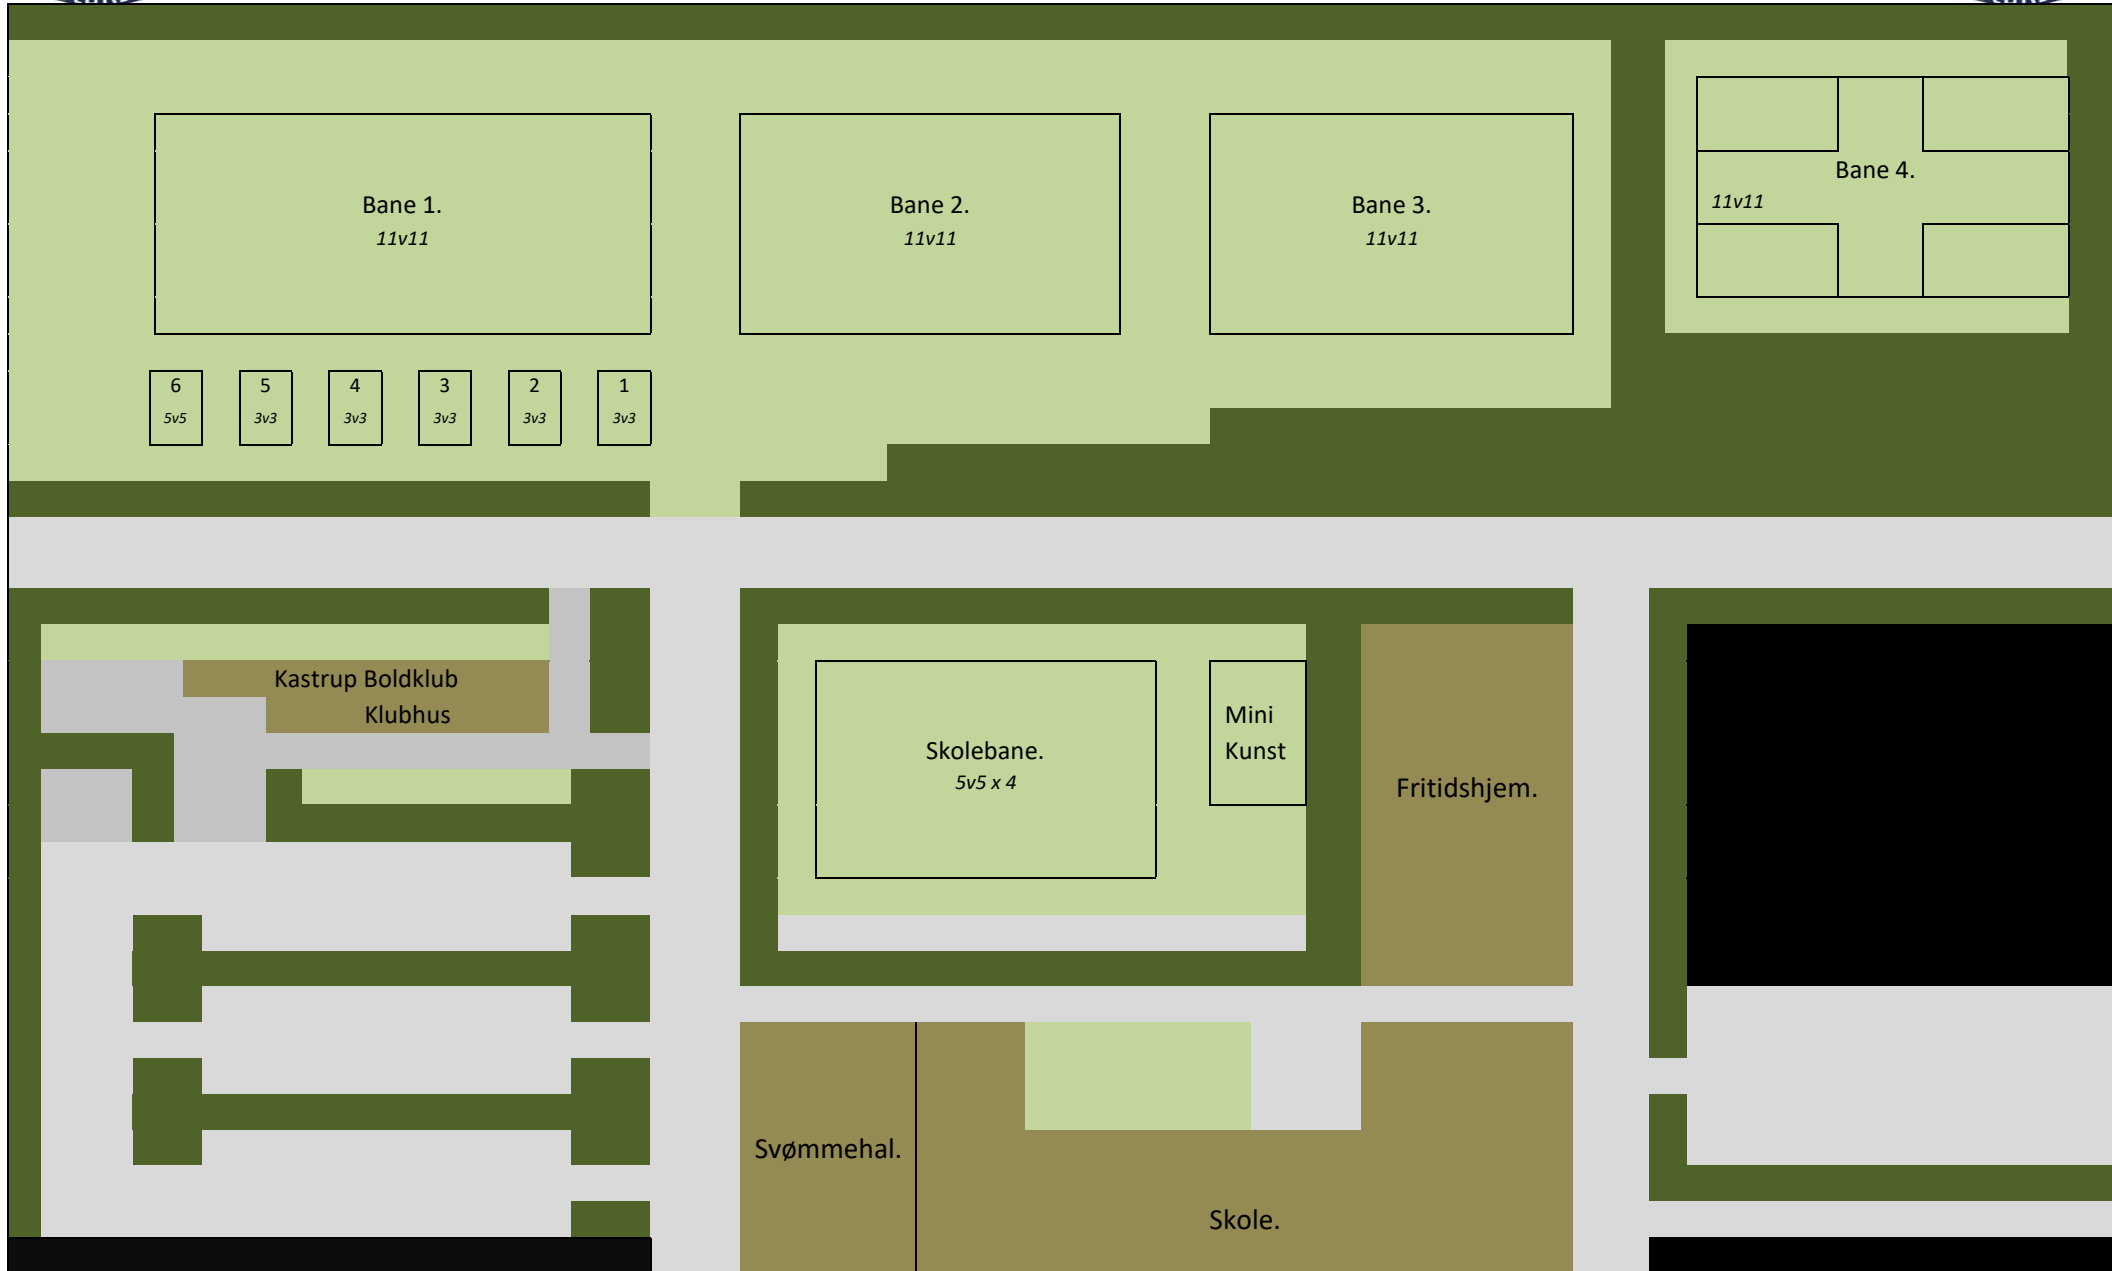 Bane 1.
11v11
Bane 2.
11v11
Bane 3.
11v11
Bane 4.
11v11
6
5v5
5
3v3
4
3v3
3
3v3
2
3v3
1
3v3
Kastrup Boldklub
Klubhus
Skolebane.
5v5 x 4
Mini
Kunst
Fritidshjem.
Svømmehal.
Skole.